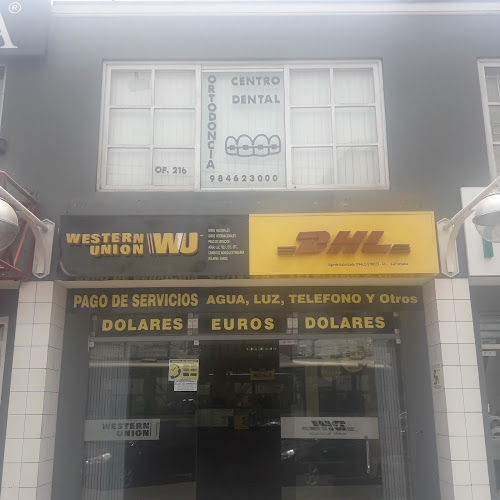 A ®
ORTODONCIA
CENTRO
DENTAL
OF. 216
984623000
WESTERN
UNION WU
DHL
PAGO DE SERVICIOS AGUA, LUZ, TELEFONO Y Otros
DOLARES EUROS DOLARES
WESTERN
UNION